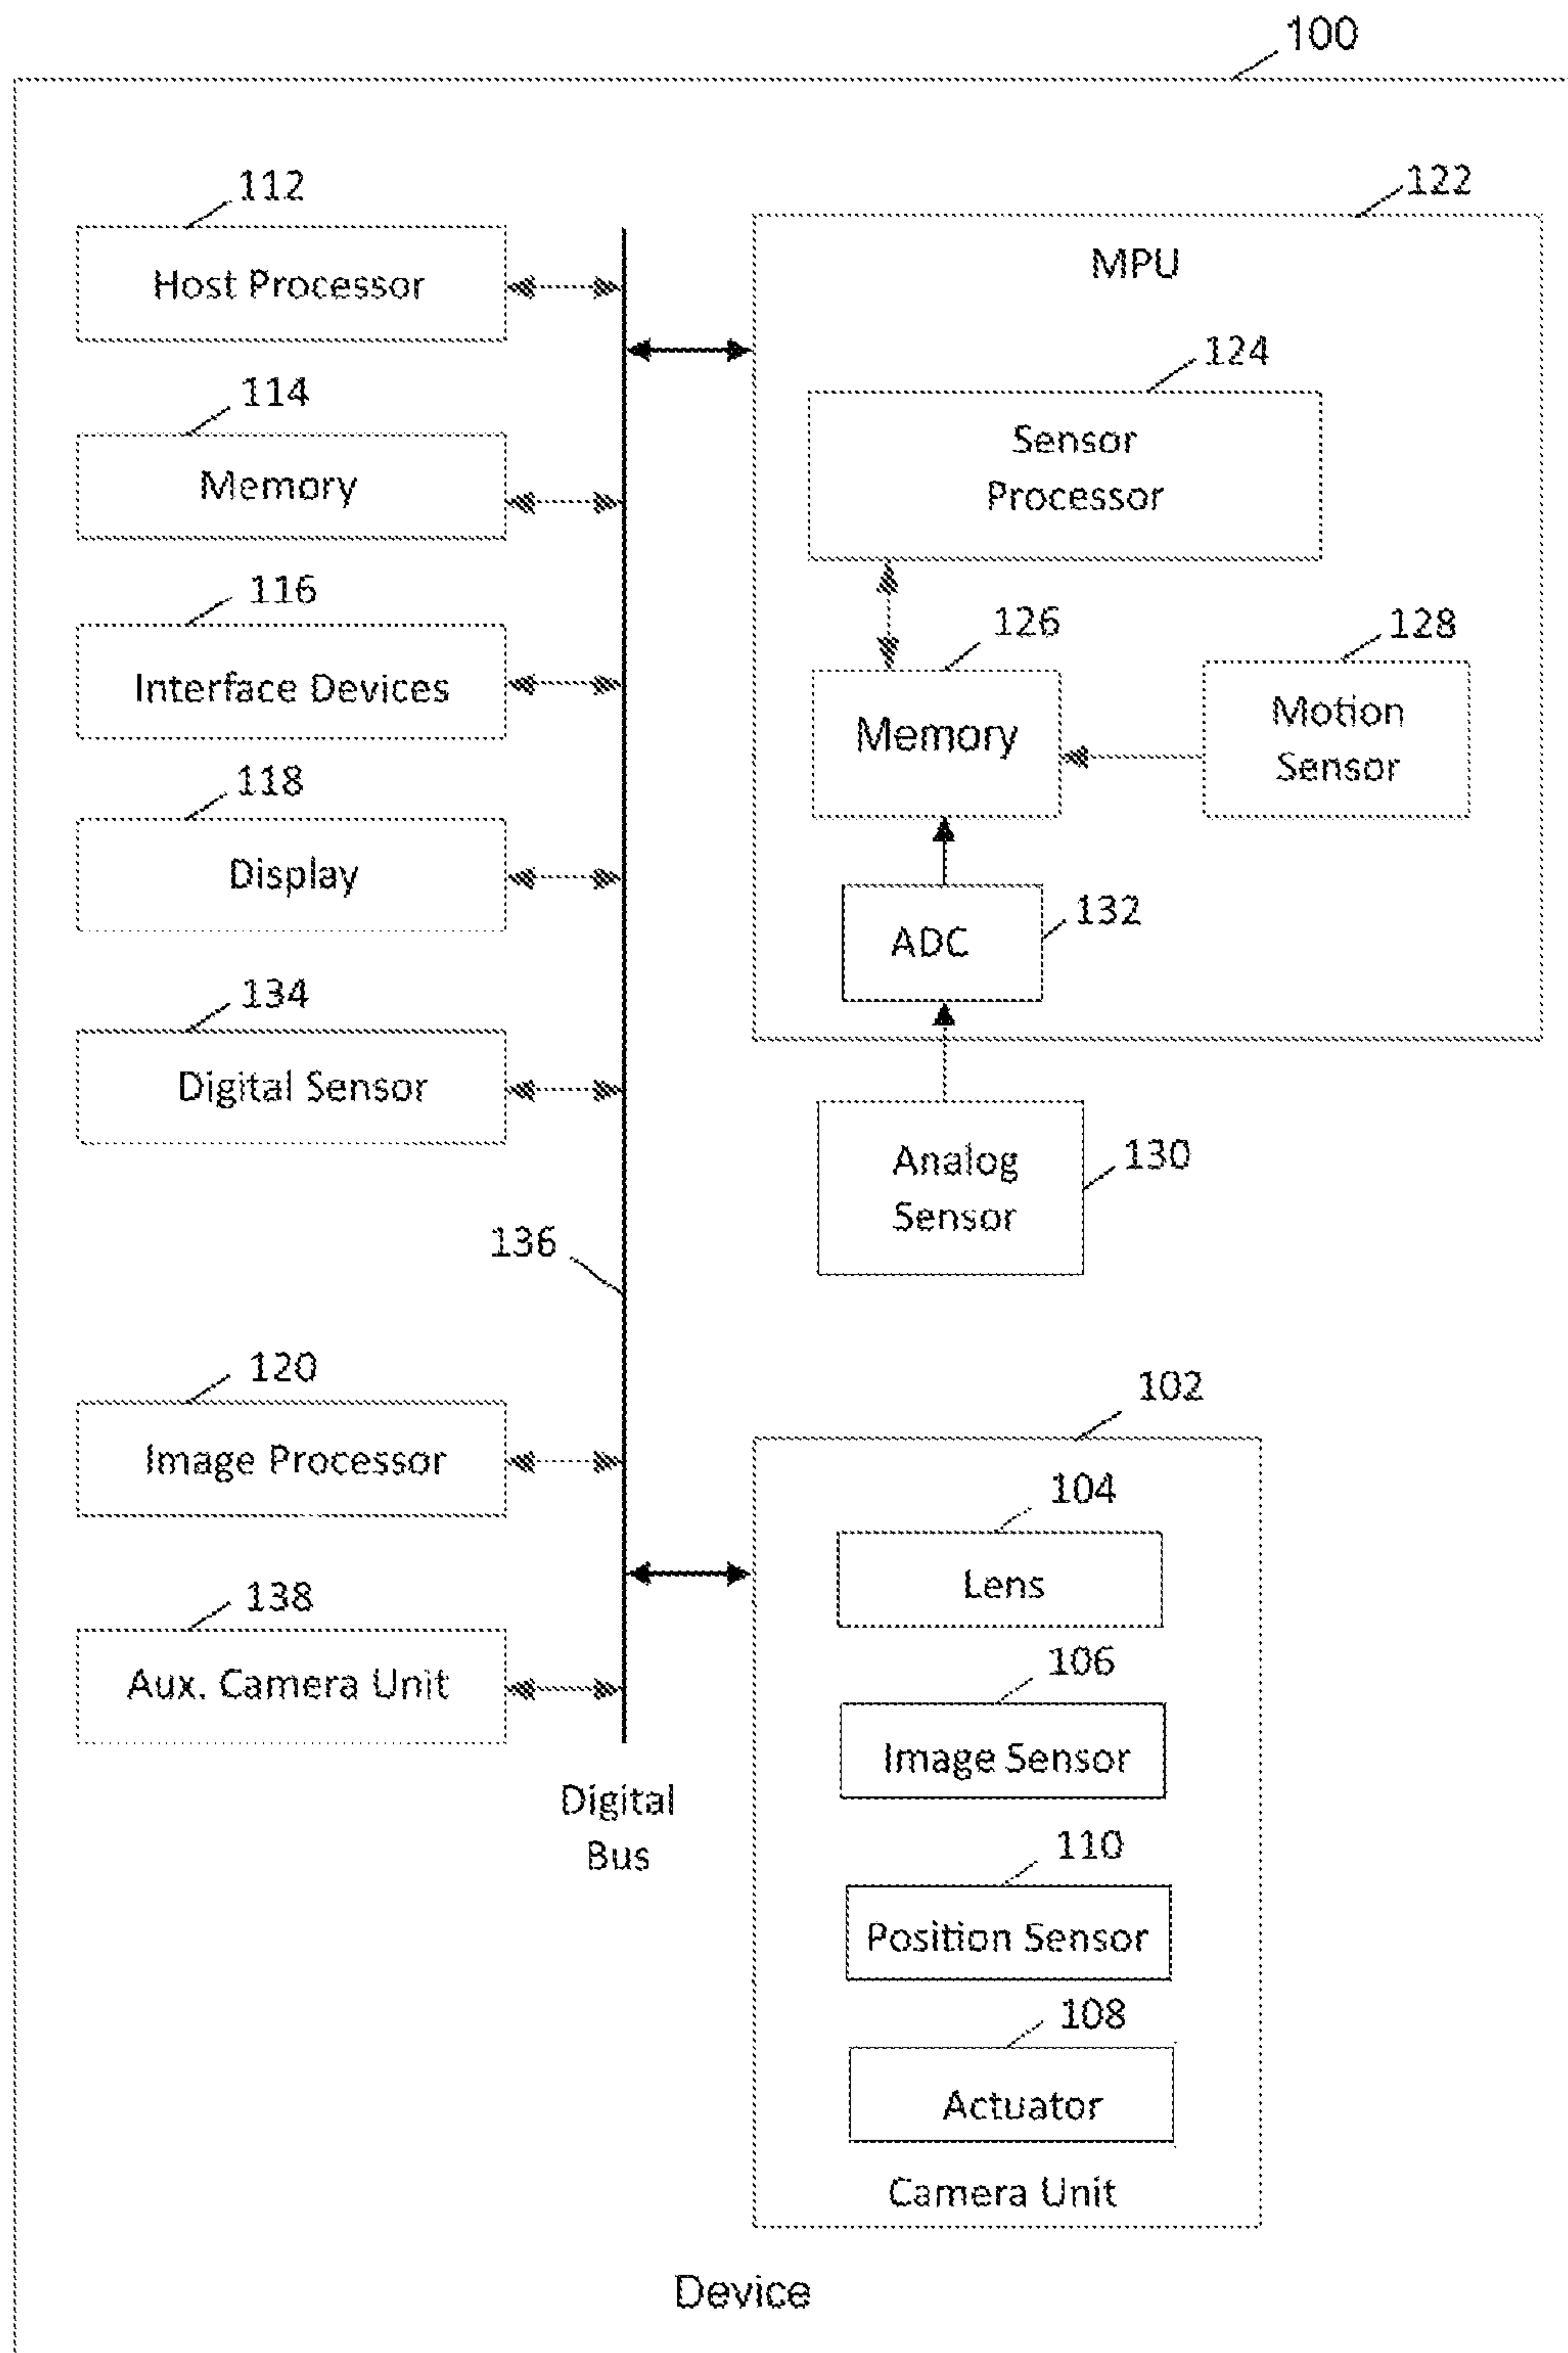 100
112
Host Processor
114
Memory
116
Interface Devices
118
Display
134
Digital Sensor
136
120
Image Processor
138
Aux. Camera Unit
Digital
Bus
122
MPU
124
Sensor
Processor
126
Memory
128
Motion
Sensor
132
ADC
130
Analog
Sensor
102
104
Lens
106
Image Sensor
110
Position Sensor
108
Actuator
Camera Unit
Device